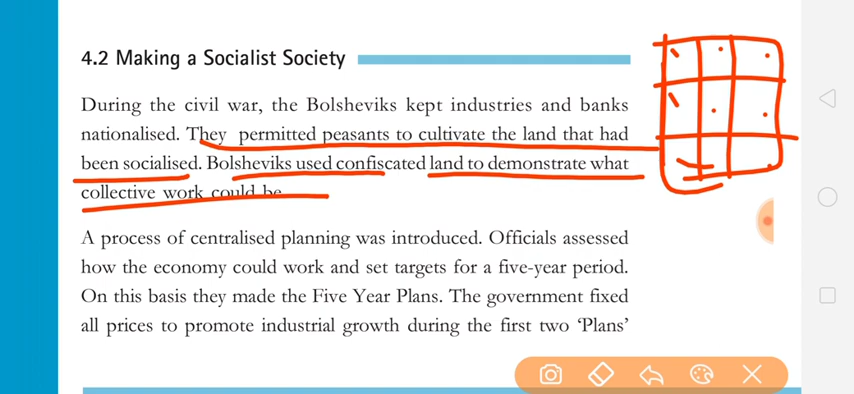 4.2 Making a Socialist Society
During the civil war, the Bolsheviks kept industries and banks
nationalised. They permitted peasants to cultivate the land that had
been socialised. Bolsheviks used confiscated land to demonstrate what
collective work could be.
A process of centralised planning was introduced. Officials assessed
how the economy could work and set targets for a five-year period.
On this basis they made the Five Year Plans. The government fixed
all prices to promote industrial growth during the first two ‘Plans’